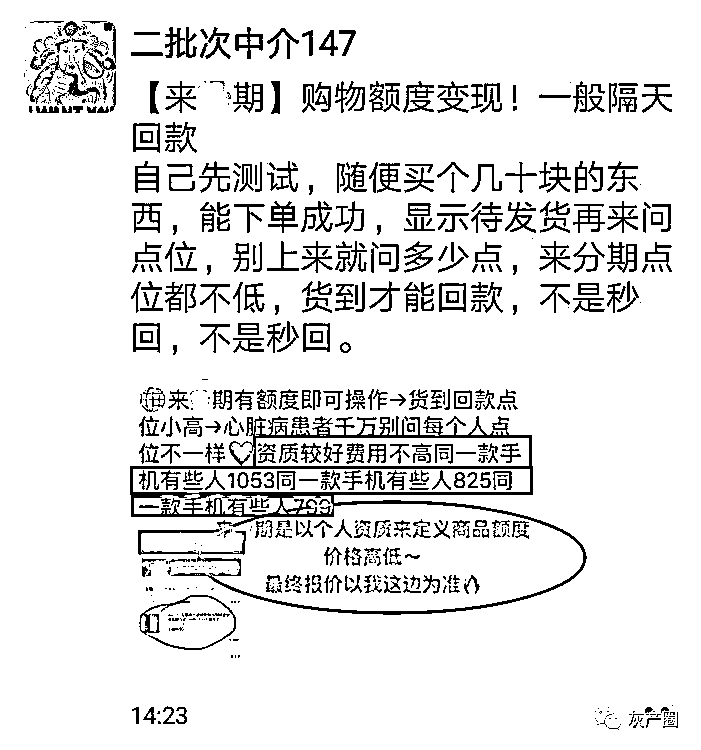 二批次中介147
【来 期】购物额度变现！一般隔天
回款
自己先测试，随便买个几十块的东
西，能下单成功，显示待发货再来问
点位，别上来就问多少点，来分期点
位都不低，货到才能回款，不是秒
回，不是秒回。
来 期有额度即可操作→货到回款点
位小高→心脏病患者千万别问每个人点
位不一样♡资质较好费用不高同一款手
机有些人1053同一款手机有些人825同
一款手机有些人799
来 期是以个人资质来定义商品额度
价格高低~
最终报价以我这边为准
14:23
灰产圈